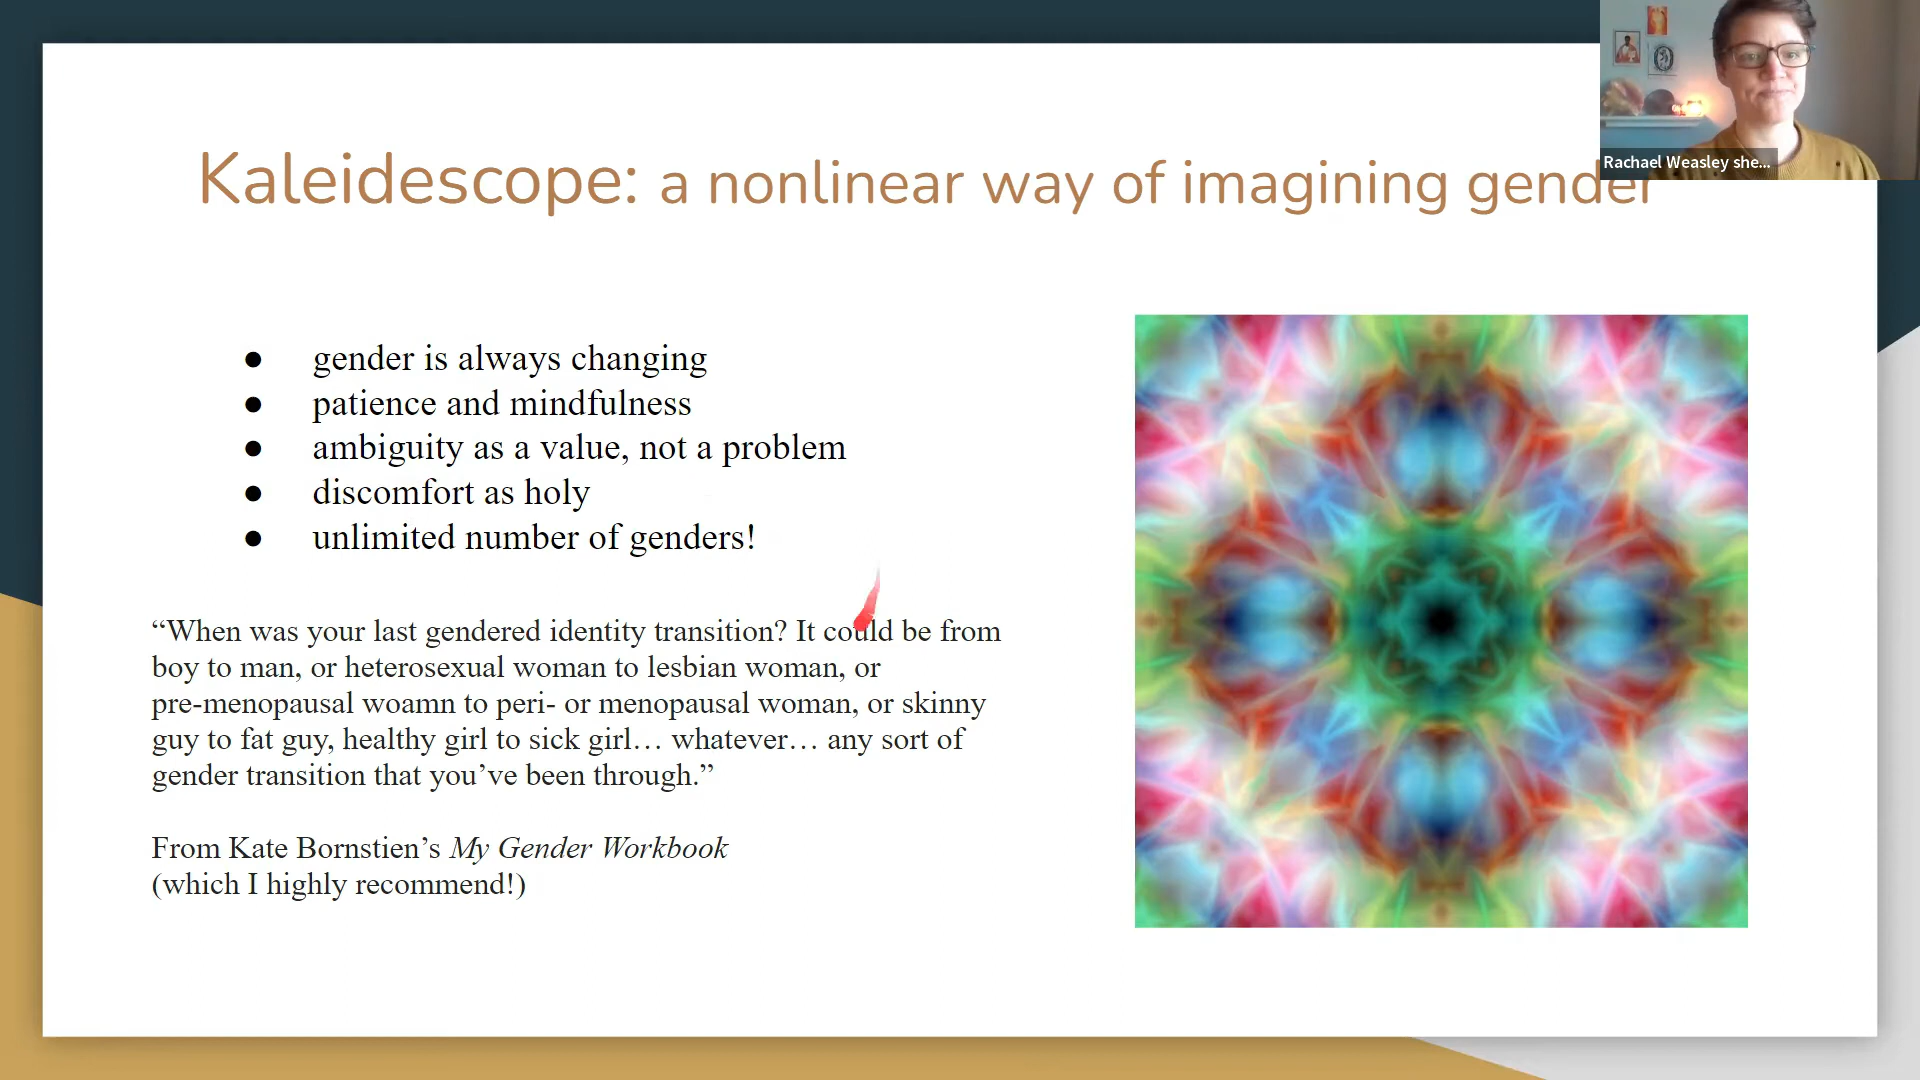 Kaleidescope: a nonlinear way of imagining gender
Rachael Weasley she...
● gender is always changing
● patience and mindfulness
● ambiguity as a value, not a problem
● discomfort as holy
● unlimited number of genders!
“When was your last gendered identity transition? It could be from
boy to man, or heterosexual woman to lesbian woman, or
pre-menopausal woamn to peri- or menopausal woman, or skinny
guy to fat guy, healthy girl to sick girl… whatever… any sort of
gender transition that you’ve been through.”
From Kate Bornstien’s My Gender Workbook
(which I highly recommend!)